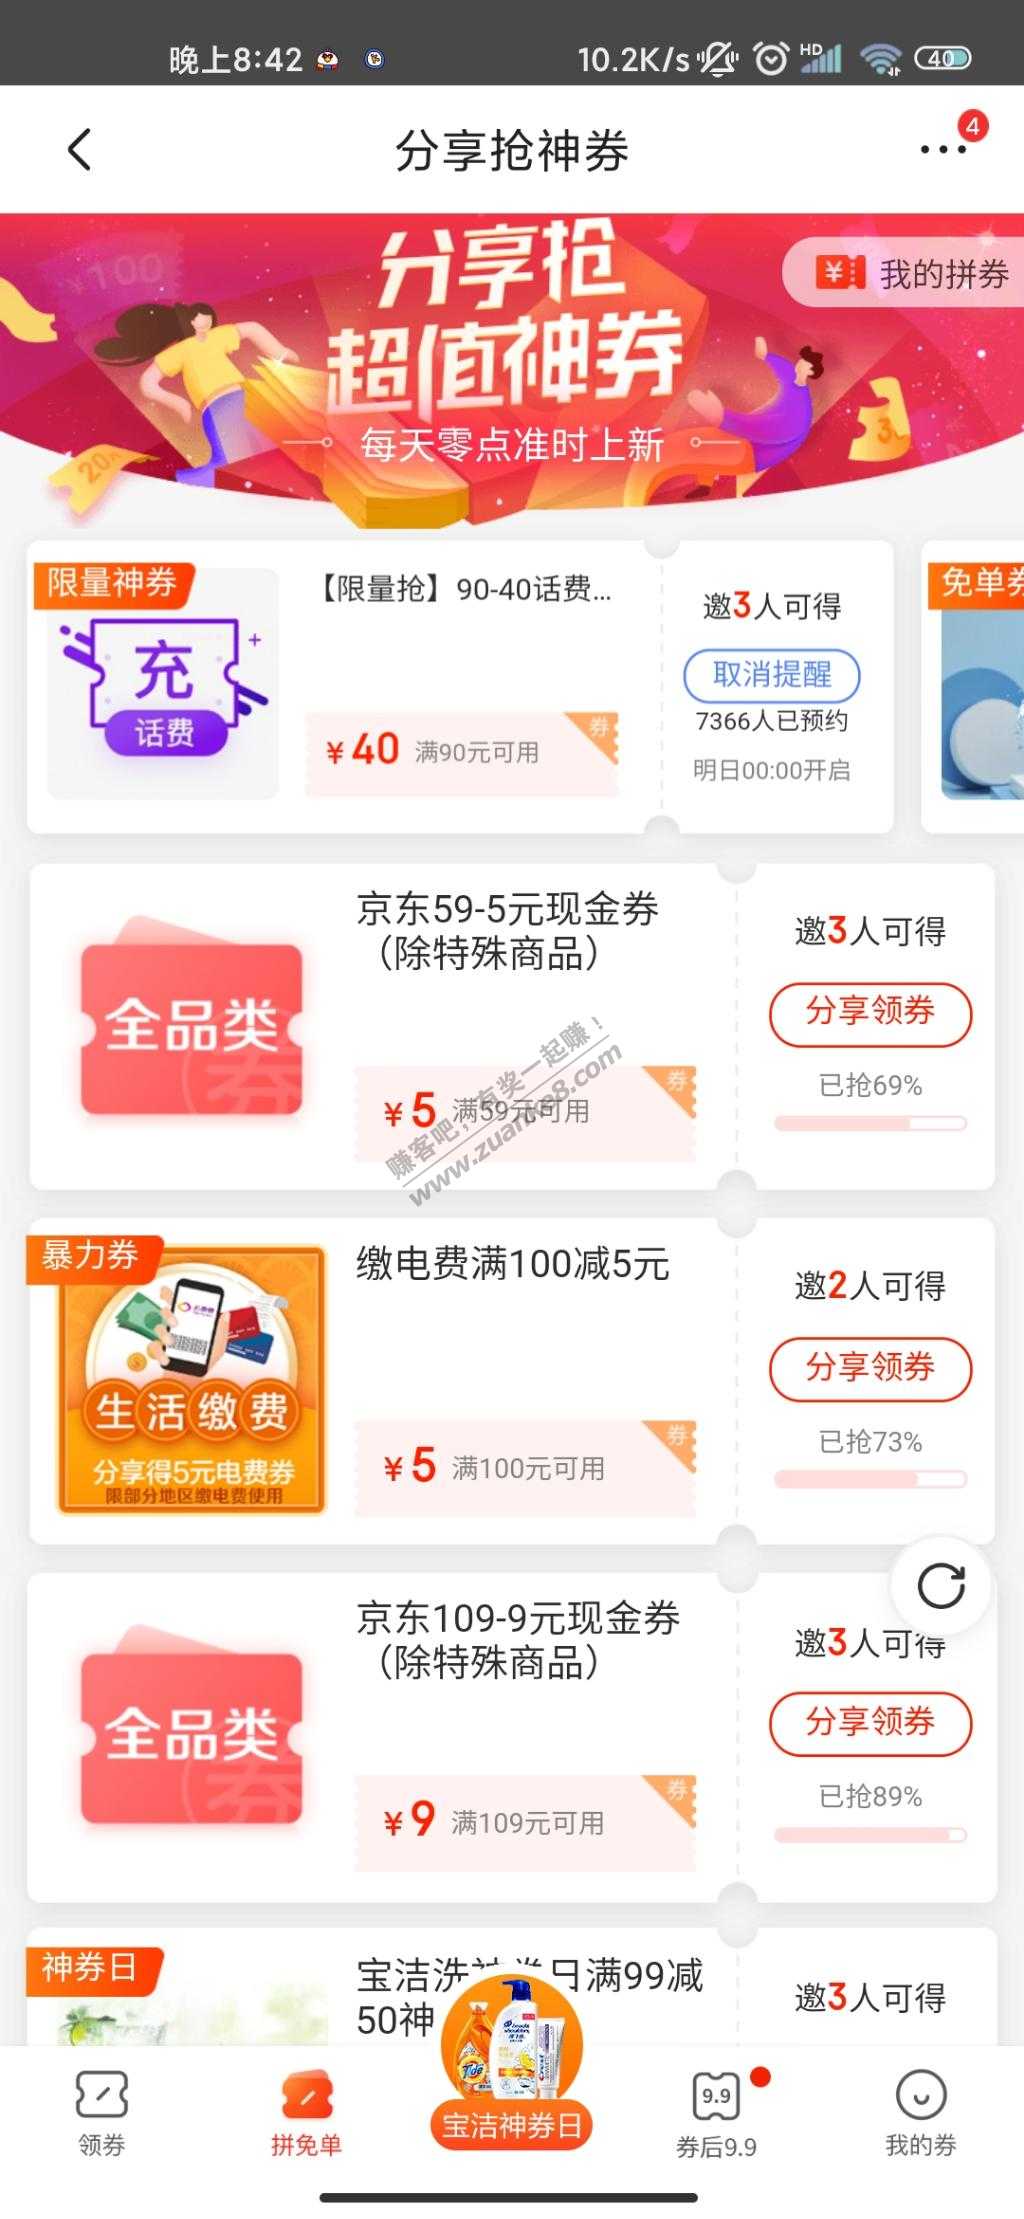 晚上8:42
10.2K/s
HD
40
分享抢神券
4
¥100
分享抢
超值神券
每天零点准时上新
¥
我的拼券
限量神券
充
话费
【限量抢】90-40话费...
¥40 满90元可用
券
邀3人可得
取消提醒
7366人已预约
明日00:00开启
免单券
全品类
券
京东59-5元现金券
（除特殊商品）
¥5 满59元可用
券
邀3人可得
分享领券
已抢69%
赚客吧，有奖一起赚！
www.zuanke8.com
暴力券
生活缴费
分享得5元电费券
限部分地区缴电费使用
缴电费满100减5元
¥5 满100元可用
券
邀2人可得
分享领券
已抢73%
全品类
券
京东109-9元现金券
（除特殊商品）
¥9 满109元可用
券
邀3人可得
分享领券
已抢89%
神券日
宝洁洗神券日满99减
50神
邀3人可得
Tide
Crest
领券
拼免单
宝洁神券日
9.9
券后9.9
我的券